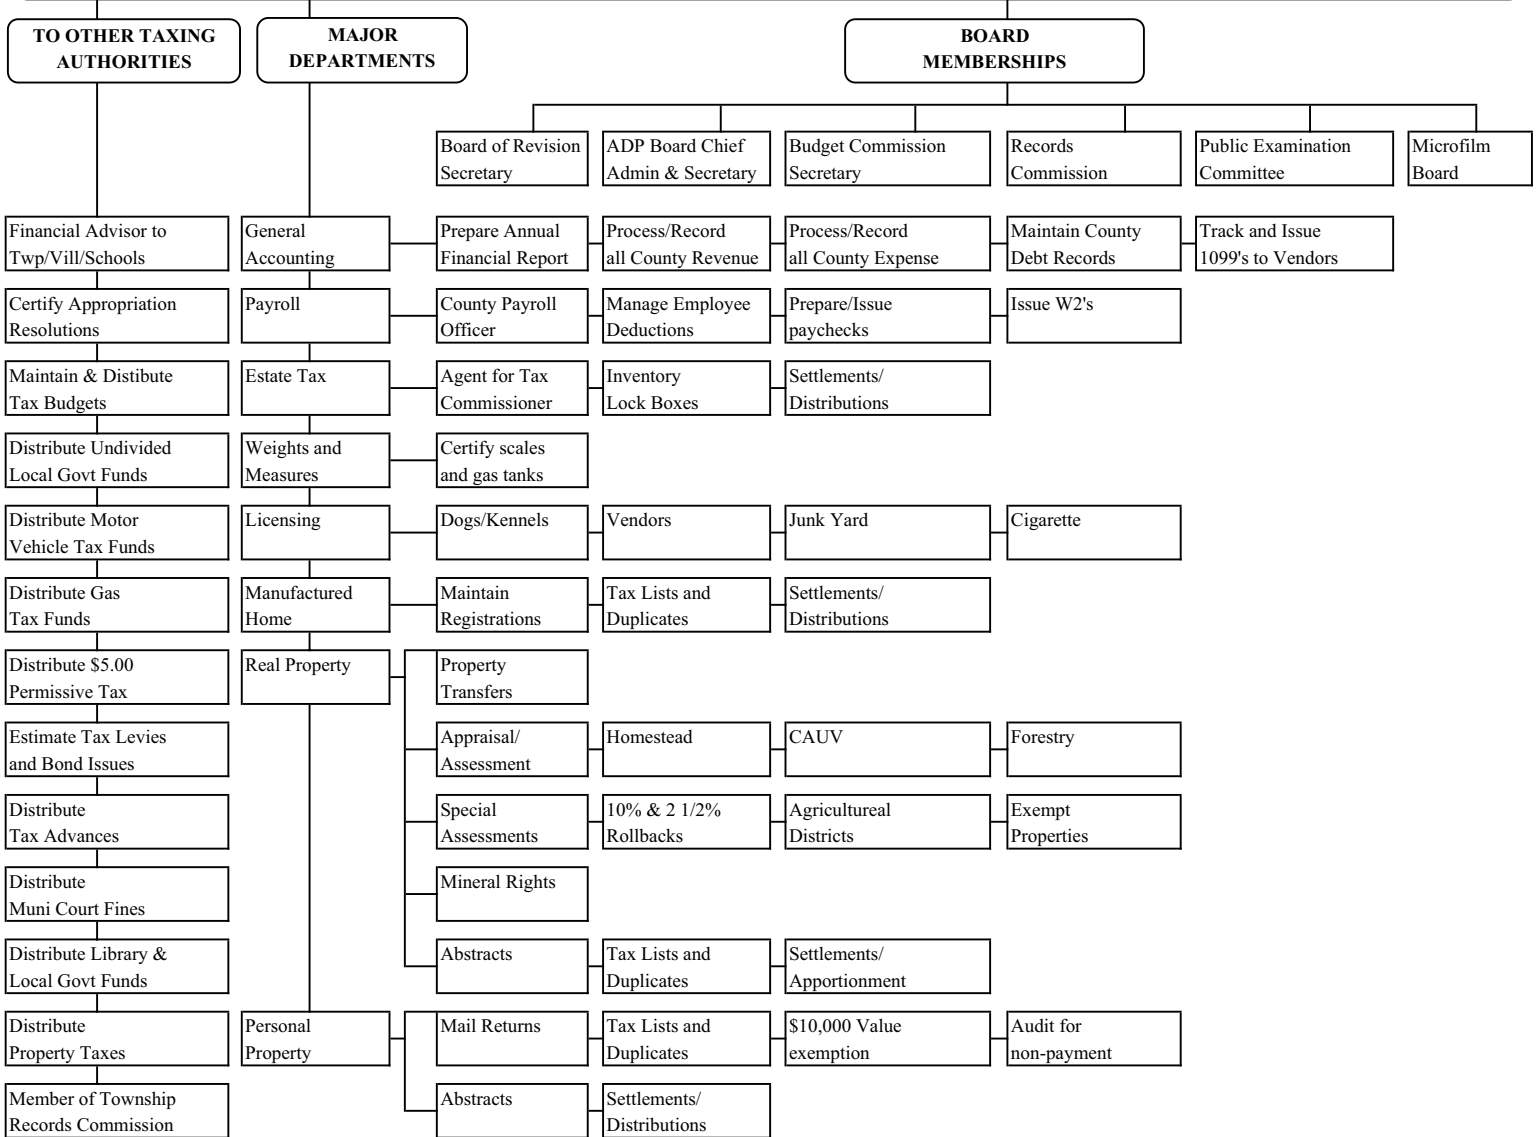 TO OTHER TAXING
AUTHORITIES
MAJOR
DEPARTMENTS
BOARD
MEMBERSHIPS
Board of Revision
Secretary
ADP Board Chief
Admin & Secretary
Budget Commission
Secretary
Records
Commission
Public Examination
Committee
Microfilm
Board
Financial Advisor to
Twp/Vill/Schools
General
Accounting
Prepare Annual
Financial Report
Process/Record
all County Revenue
Process/Record
all County Expense
Maintain County
Debt Records
Track and Issue
1099's to Vendors
Certify Appropriation
Resolutions
Payroll
County Payroll
Officer
Manage Employee
Deductions
Prepare/Issue
paychecks
Issue W2's
Maintain & Distibute
Tax Budgets
Estate Tax
Agent for Tax
Commissioner
Inventory
Lock Boxes
Settlements/
Distributions
Distribute Undivided
Local Govt Funds
Weights and
Measures
Certify scales
and gas tanks
Distribute Motor
Vehicle Tax Funds
Licensing
Dogs/Kennels
Vendors
Junk Yard
Cigarette
Distribute Gas
Tax Funds
Manufactured
Home
Maintain
Registrations
Tax Lists and
Duplicates
Settlements/
Distributions
Distribute $5.00
Permissive Tax
Real Property
Property
Transfers
Estimate Tax Levies
and Bond Issues
Appraisal/
Assessment
Homestead
CAUV
Forestry
Distribute
Tax Advances
Special
Assessments
10% & 2 1/2%
Rollbacks
Agricultureal
Districts
Exempt
Properties
Distribute
Muni Court Fines
Mineral Rights
Distribute Library &
Local Govt Funds
Abstracts
Tax Lists and
Duplicates
Settlements/
Apportionment
Distribute
Property Taxes
Personal
Property
Mail Returns
Tax Lists and
Duplicates
$10,000 Value
exemption
Audit for
non-payment
Member of Township
Records Commission
Abstracts
Settlements/
Distributions